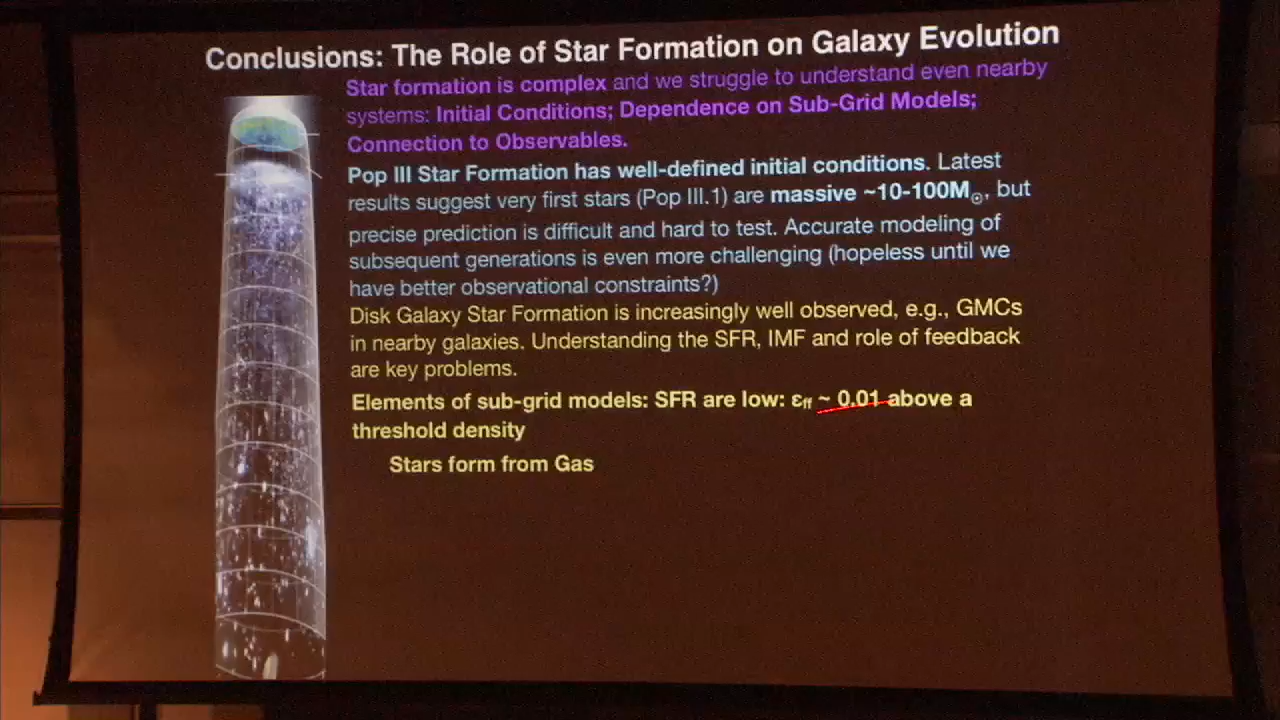 Conclusions: The Role of Star Formation on Galaxy Evolution
Star formation is complex and we struggle to understand even nearby
systems: Initial Conditions; Dependence on Sub-Grid Models;
Connection to Observables.
Pop III Star Formation has well-defined initial conditions. Latest
results suggest very first stars (Pop III.1) are massive ~10-100M☉, but
precise prediction is difficult and hard to test. Accurate modeling of
subsequent generations is even more challenging (hopeless until we
have better observational constraints?)
Disk Galaxy Star Formation is increasingly well observed, e.g., GMCs
in nearby galaxies. Understanding the SFR, IMF and role of feedback
are key problems.
Elements of sub-grid models: SFR are low: εff ~ 0.01 above a
threshold density
Stars form from Gas